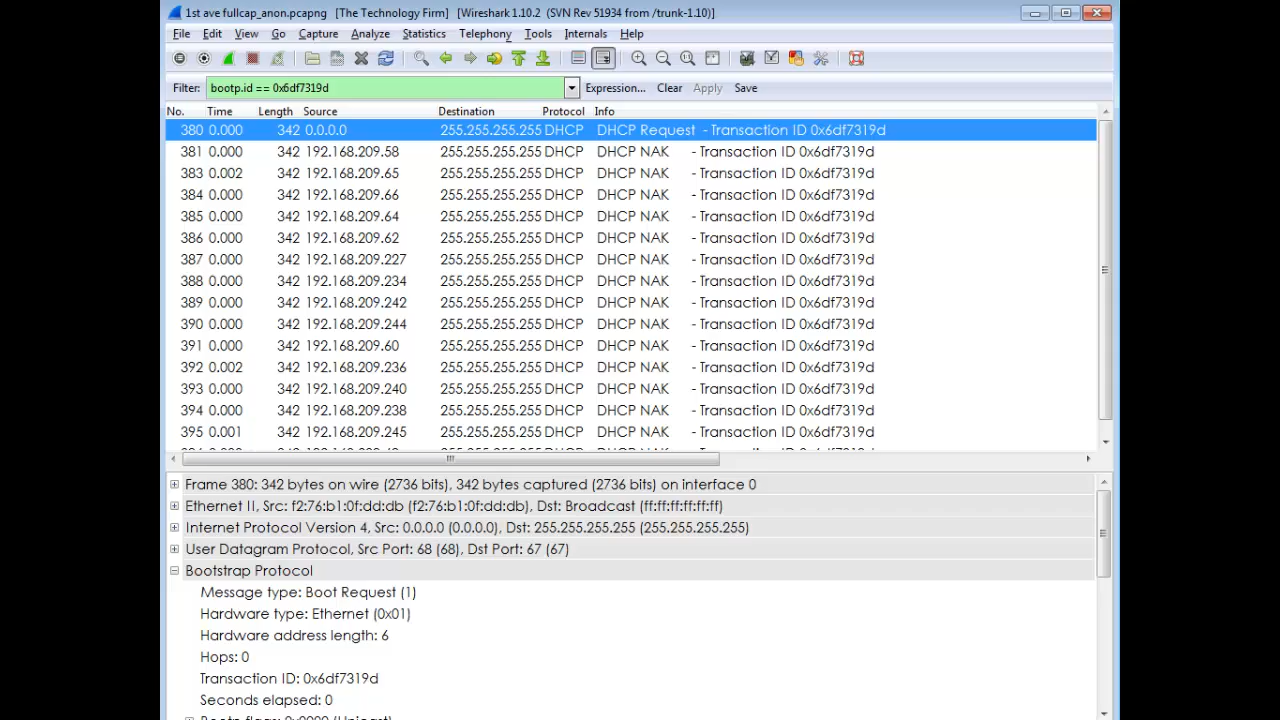 1st ave fullcap_anon.pcapng [The Technology Firm] [Wireshark 1.10.2 (SVN Rev 51934 from /trunk-1.10)]
File Edit View Go Capture Analyze Statistics Telephony Tools Internals Help
Filter: bootp.id == 0x6df7319d Expression... Clear Apply Save
No. Time Length Source Destination Protocol Info
380 0.000 342 0.0.0.0 255.255.255.255 DHCP DHCP Request - Transaction ID 0x6df7319d
381 0.000 342 192.168.209.58 255.255.255.255 DHCP DHCP NAK - Transaction ID 0x6df7319d
383 0.002 342 192.168.209.65 255.255.255.255 DHCP DHCP NAK - Transaction ID 0x6df7319d
384 0.000 342 192.168.209.66 255.255.255.255 DHCP DHCP NAK - Transaction ID 0x6df7319d
385 0.000 342 192.168.209.64 255.255.255.255 DHCP DHCP NAK - Transaction ID 0x6df7319d
386 0.000 342 192.168.209.62 255.255.255.255 DHCP DHCP NAK - Transaction ID 0x6df7319d
387 0.000 342 192.168.209.227 255.255.255.255 DHCP DHCP NAK - Transaction ID 0x6df7319d
388 0.000 342 192.168.209.234 255.255.255.255 DHCP DHCP NAK - Transaction ID 0x6df7319d
389 0.000 342 192.168.209.242 255.255.255.255 DHCP DHCP NAK - Transaction ID 0x6df7319d
390 0.000 342 192.168.209.244 255.255.255.255 DHCP DHCP NAK - Transaction ID 0x6df7319d
391 0.000 342 192.168.209.60 255.255.255.255 DHCP DHCP NAK - Transaction ID 0x6df7319d
392 0.002 342 192.168.209.236 255.255.255.255 DHCP DHCP NAK - Transaction ID 0x6df7319d
393 0.000 342 192.168.209.240 255.255.255.255 DHCP DHCP NAK - Transaction ID 0x6df7319d
394 0.000 342 192.168.209.238 255.255.255.255 DHCP DHCP NAK - Transaction ID 0x6df7319d
395 0.001 342 192.168.209.245 255.255.255.255 DHCP DHCP NAK - Transaction ID 0x6df7319d
Frame 380: 342 bytes on wire (2736 bits), 342 bytes captured (2736 bits) on interface 0
Ethernet II, Src: f2:76:b1:0f:dd:db (f2:76:b1:0f:dd:db), Dst: Broadcast (ff:ff:ff:ff:ff:ff)
Internet Protocol Version 4, Src: 0.0.0.0 (0.0.0.0), Dst: 255.255.255.255 (255.255.255.255)
User Datagram Protocol, Src Port: 68 (68), Dst Port: 67 (67)
Bootstrap Protocol
Message type: Boot Request (1)
Hardware type: Ethernet (0x01)
Hardware address length: 6
Hops: 0
Transaction ID: 0x6df7319d
Seconds elapsed: 0
Bootp flags: 0x0000 (Unicast)